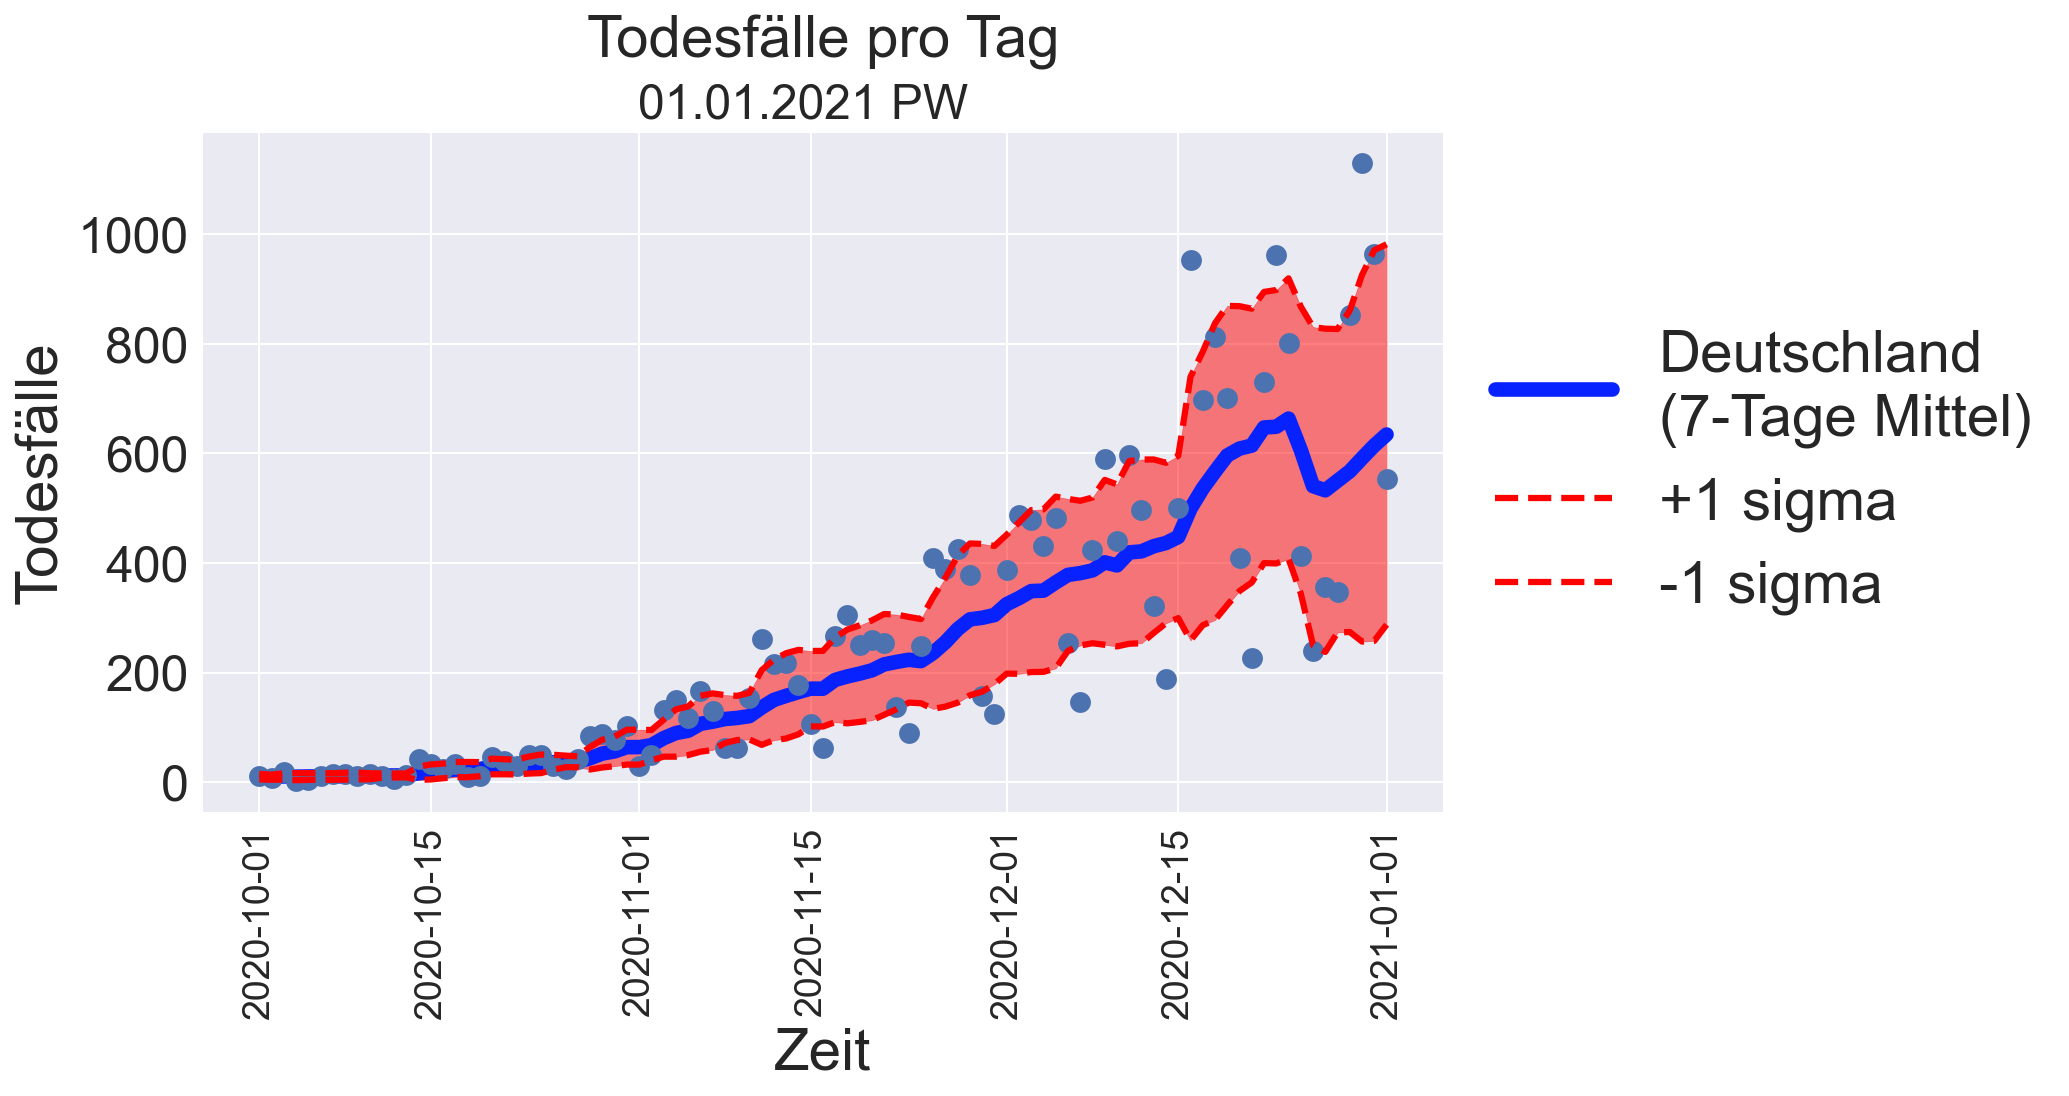 Todesfälle pro Tag
01.01.2021 PW
Todesfälle
1000
800
600
400
200
0
2020-10-01
2020-10-15
2020-11-01
2020-11-15
2020-12-01
2020-12-15
2021-01-01
Zeit
Deutschland
(7-Tage Mittel)
+1 sigma
-1 sigma